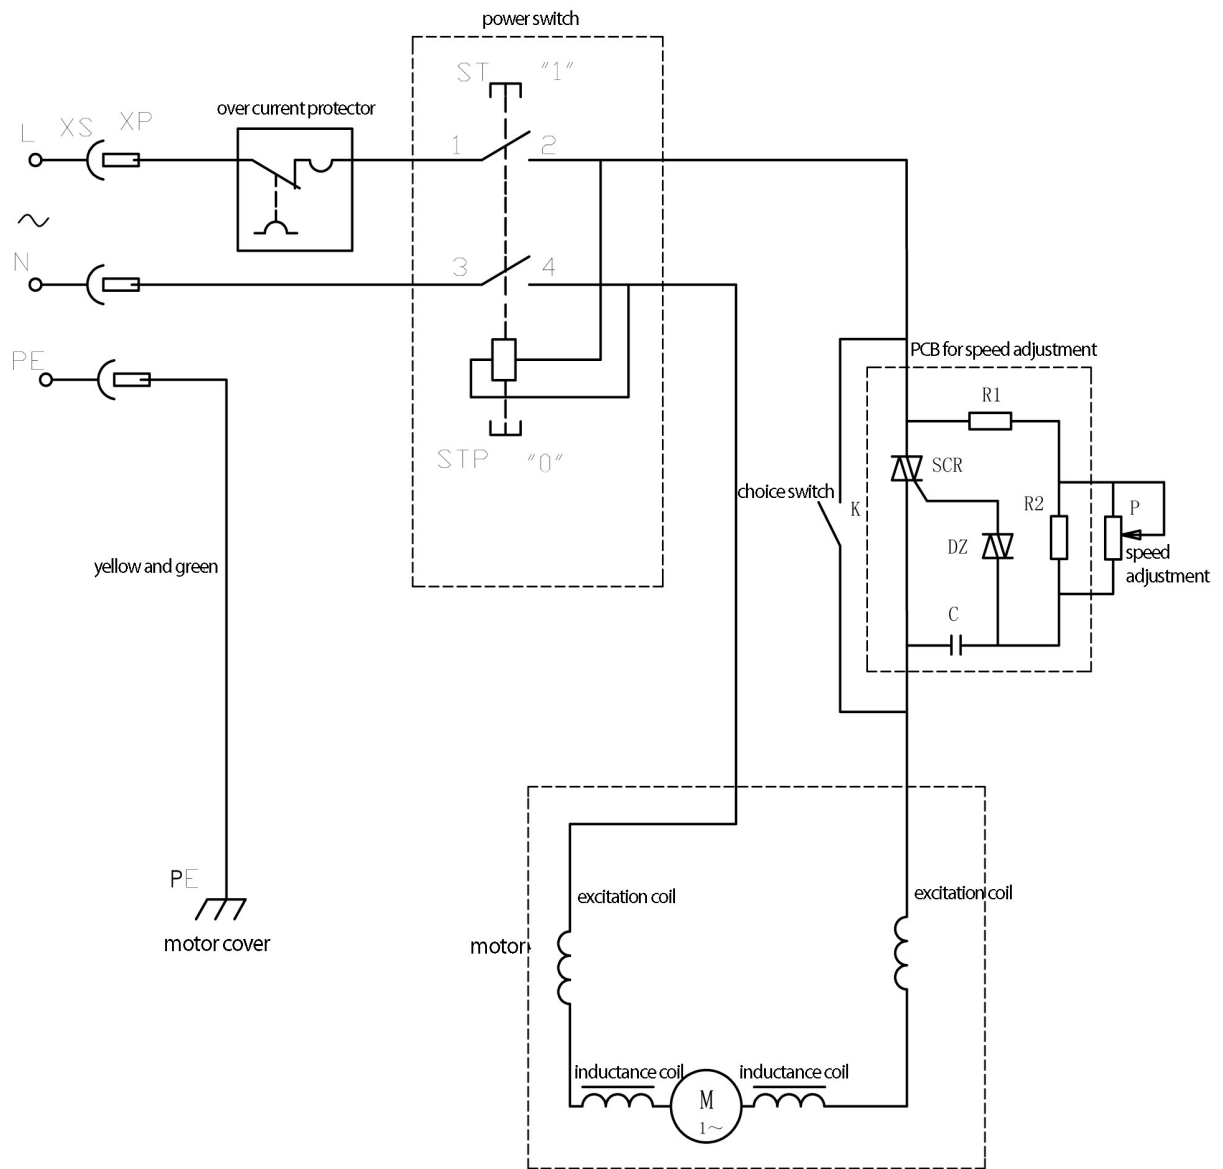 power switch
ST "1"
over current protector
L XS XP
1 2
N
3 4
PE
PCB for speed adjustment
R1
STP "0"
SCR
choice switch K
R2 P
DZ
speed
adjustment
yellow and green
C
PE
motor cover
excitation coil
excitation coil
motor
inductance coil
inductance coil
M
1~